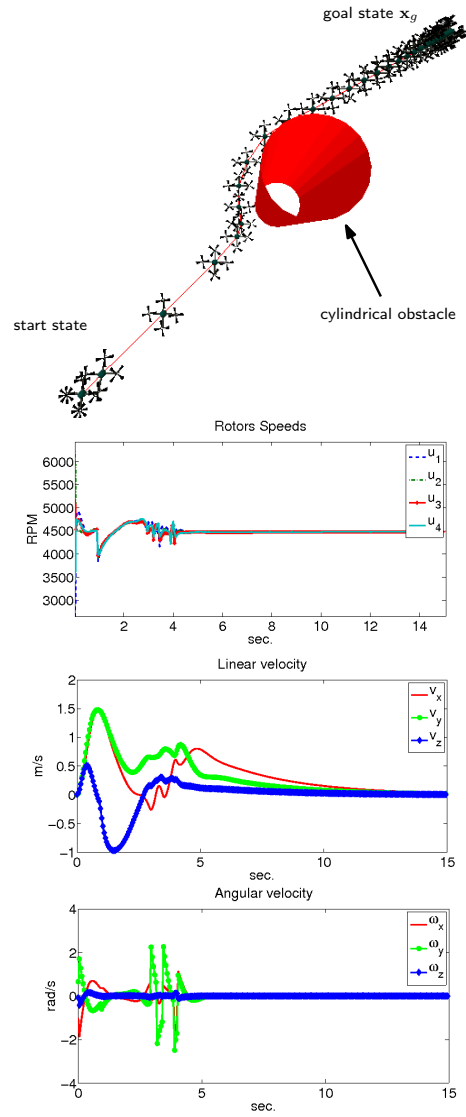 goal state x_g
start state
cylindrical obstacle
Rotors Speeds
RPM
6000
5500
5000
4500
4000
3500
3000
2 4 6 8 10 12 14
sec.
u_1
u_2
u_3
u_4
Linear velocity
m/s
2
1.5
1
0.5
0
-0.5
-1
0 5 10 15
sec.
v_x
v_y
v_z
Angular velocity
rad/s
4
2
0
-2
-4
0 5 10 15
sec.
ω_x
ω_y
ω_z